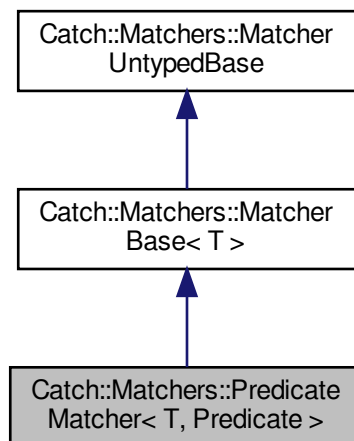 Catch::Matchers::Matcher
UntypedBase
Catch::Matchers::Matcher
Base< T >
Catch::Matchers::Predicate
Matcher< T, Predicate >